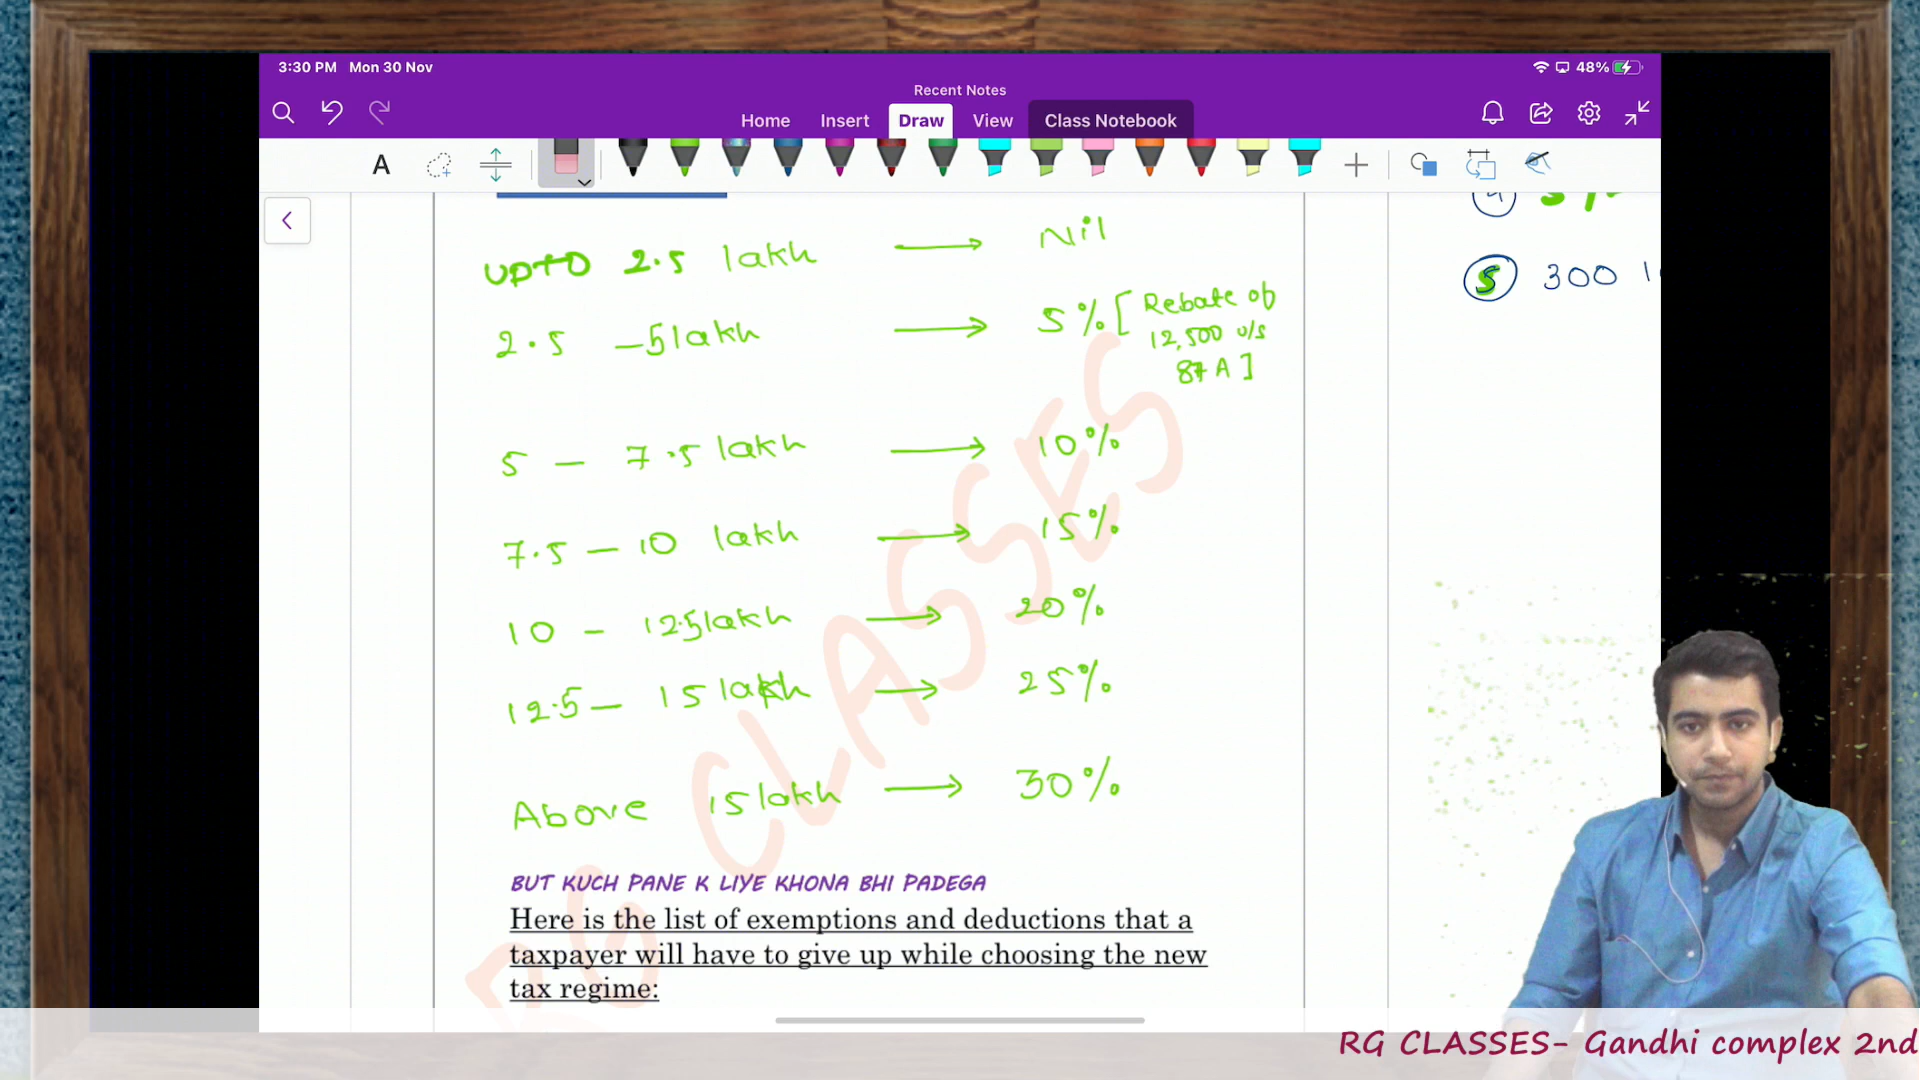 3:30 PM Mon 30 Nov
48%
Recent Notes
Home Insert Draw View Class Notebook
A
UPTO 2.5 lakh → Nil
2.5 – 5 lakh → 5% [Rebate of
12,500 u/s
87A]
5 – 7.5 lakh → 10%
7.5 – 10 lakh → 15%
10 – 12.5 lakh → 20%
12.5 – 15 lakh → 25%
Above 15 lakh → 30%
BUT KUCH PANE K LIYE KHONA BHI PADEGA
Here is the list of exemptions and deductions that a
taxpayer will have to give up while choosing the new
tax regime:
5 300
RG CLASSES
RG CLASSES- Gandhi complex 2nd